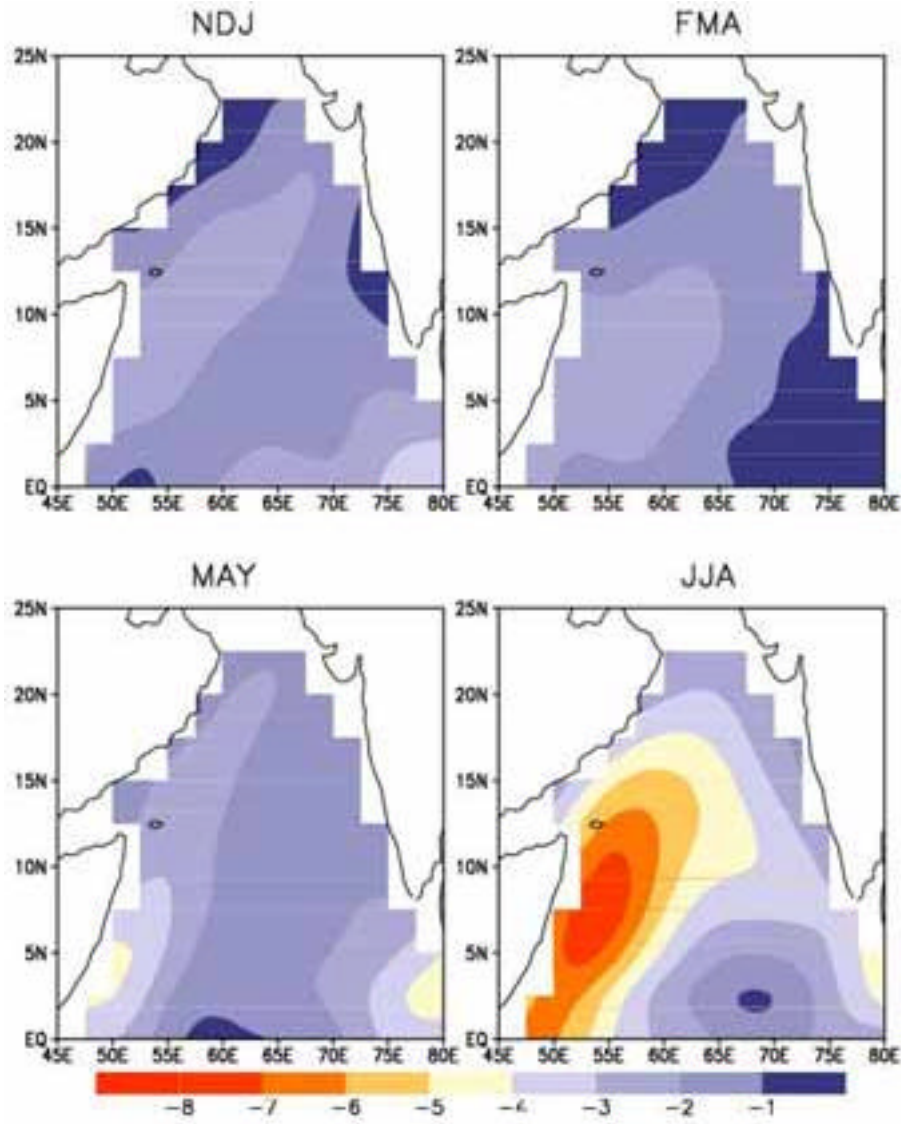 NDJ FMA
25N 25N
20N 20N
15N 15N
10N 10N
5N 5N
EQ EQ
45E 50E 55E 60E 65E 70E 75E 80E 45E 50E 55E 60E 65E 70E 75E 80E
MAY JJA
25N 25N
20N 20N
15N 15N
10N 10N
5N 5N
EQ EQ
45E 50E 55E 60E 65E 70E 75E 80E 45E 50E 55E 60E 65E 70E 75E 80E
-8 -7 -6 -5 -4 -3 -2 -1